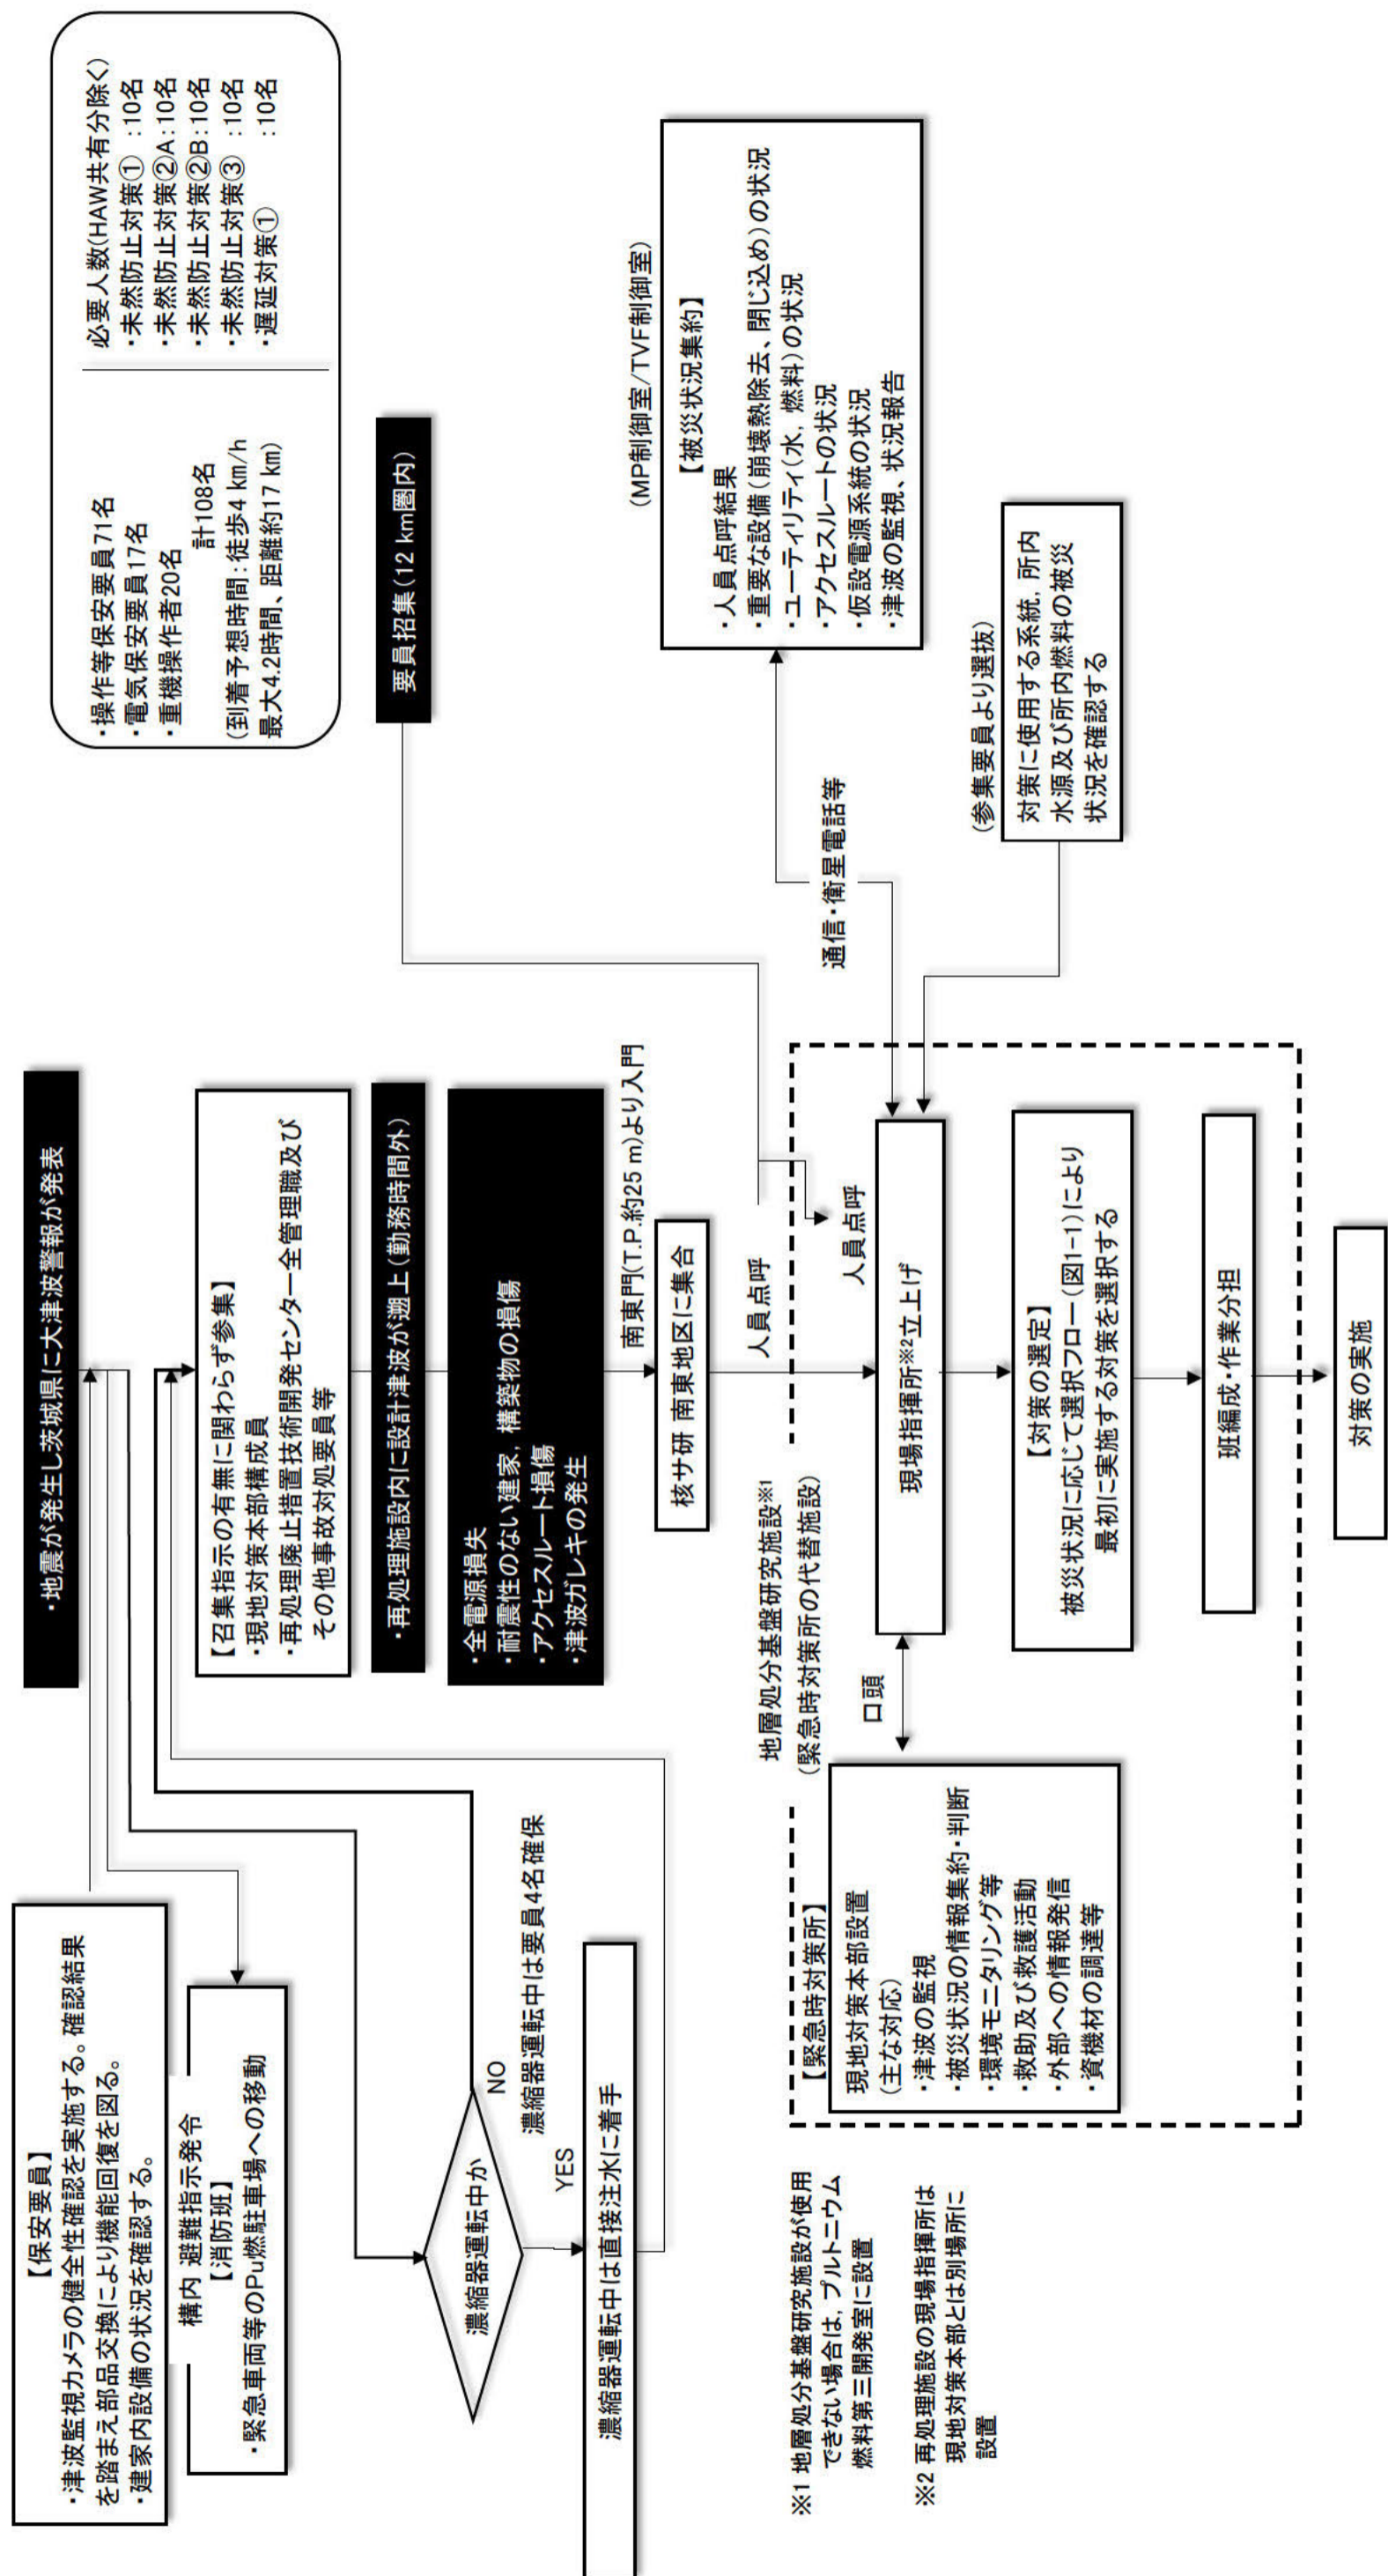 【保安要員】
・津波監視カメラの健全性確認を実施する。確認結果
を踏まえ部品交換により機能回復を図る。
・建家内設備の状況を確認する。
構内 避難指示発令
【消防班】
・緊急車両等のPu燃駐車場への移動
・地震が発生し茨城県に大津波警報が発表
【召集指示の有無に関わらず参集】
・現地対策本部構成員
・再処理廃止措置技術開発センター全管理職及び
その他事故対処要員等
・再処理施設内に設計津波が遡上(勤務時間外)
・全電源損失
・耐震性のない建家, 構築物の損傷
・アクセスルート損傷
・津波ガレキの発生
南東門(T.P.約25 m)より入門
核サ研 南東地区に集合
人員点呼
濃縮器運転中か
NO
濃縮器運転中は要員4名確保
YES
濃縮器運転中は直接注水に着手
・操作等保安要員71名
・電気保安要員17名
・重機操作者20名
計108名
(到着予想時間:徒歩4 km/h
最大4.2時間、距離約17 km)
必要人数(HAW共有分除く)
・未然防止対策① :10名
・未然防止対策②A:10名
・未然防止対策②B:10名
・未然防止対策③ :10名
・遅延対策① :10名
要員招集(12 km圏内)
人員点呼
(MP制御室/TVF制御室)
【被災状況集約】
・人員点呼結果
・重要な設備(崩壊熱除去、閉じ込め)の状況
・ユーティリティ(水, 燃料)の状況
・アクセスルートの状況
・仮設電源系統の状況
・津波の監視、状況報告
通信・衛星電話等
(参集要員より選抜)
対策に使用する系統, 所内
水源及び所内燃料の被災
状況を確認する
地層処分基盤研究施設※1
(緊急時対策所の代替施設)
【緊急時対策所】
現地対策本部設置
(主な対応)
・津波の監視
・被災状況の情報集約・判断
・環境モニタリング等
・救助及び救護活動
・外部への情報発信
・資機材の調達等
口頭
現場指揮所※2立上げ
【対策の選定】
被災状況に応じて選択フロー(図1-1)により
最初に実施する対策を選択する
班編成・作業分担
対策の実施
※1 地層処分基盤研究施設が使用
できない場合は, プルトニウム
燃料第三開発室に設置
※2 再処理施設の現場指揮所は
現地対策本部とは別場所に
設置